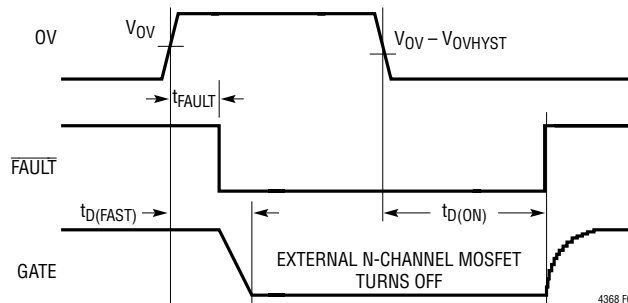 OV
V_OV
V_OV – V_OVHYST
t_FAULT
FAULT
t_D(FAST)
t_D(ON)
GATE
EXTERNAL N-CHANNEL MOSFET
TURNS OFF
4368